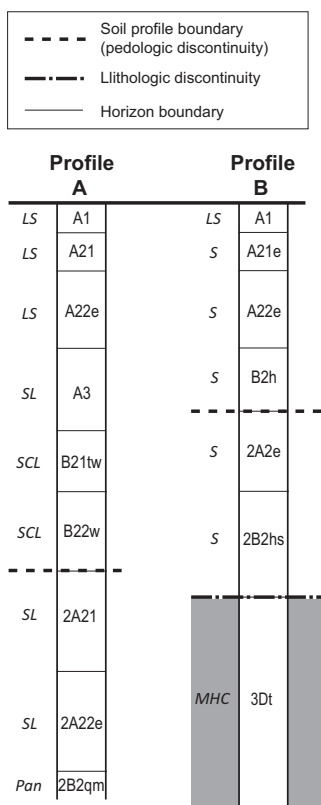 Soil profile boundary
(pedologic discontinuity)
Llithologic discontinuity
Horizon boundary
Profile
A
LS A1
LS A21
LS A22e
SL A3
SCL B21tw
SCL B22w
SL 2A21
SL 2A22e
Pan 2B2qm
Profile
B
LS A1
S A21e
S A22e
S B2h
S 2A2e
S 2B2hs
MHC 3Dt